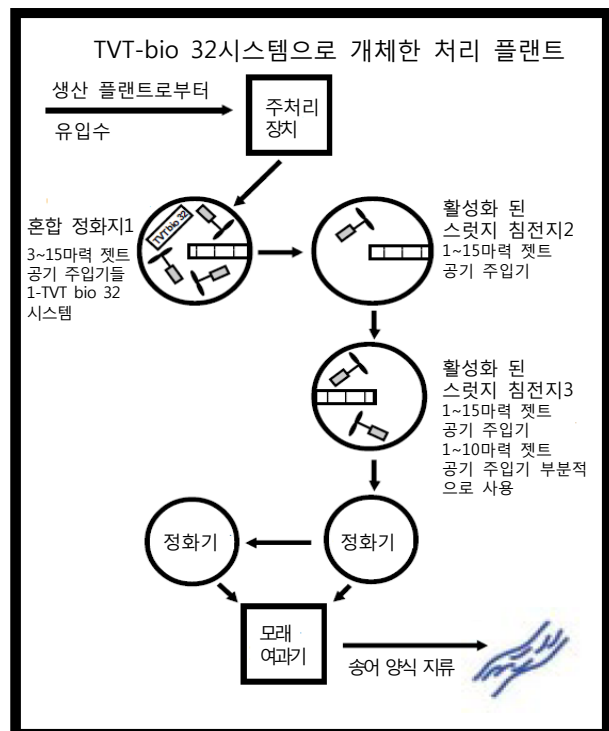 TVT-bio 32시스템으로 개체한 처리 플랜트
생산 플랜트로부터
유입수
주처리
장치
혼합 정화지1
3~15마력 젯트
공기 주입기들
1-TVT bio 32
시스템
TVT bio 32
활성화 된
스럿지 침전지2
1~15마력 젯트
공기 주입기
활성화 된
스럿지 침전지3
1~15마력 젯트
공기 주입기
1~10마력 젯트
공기 주입기 부분적
으로 사용
정화기
정화기
모래
여과기
송어 양식 지류